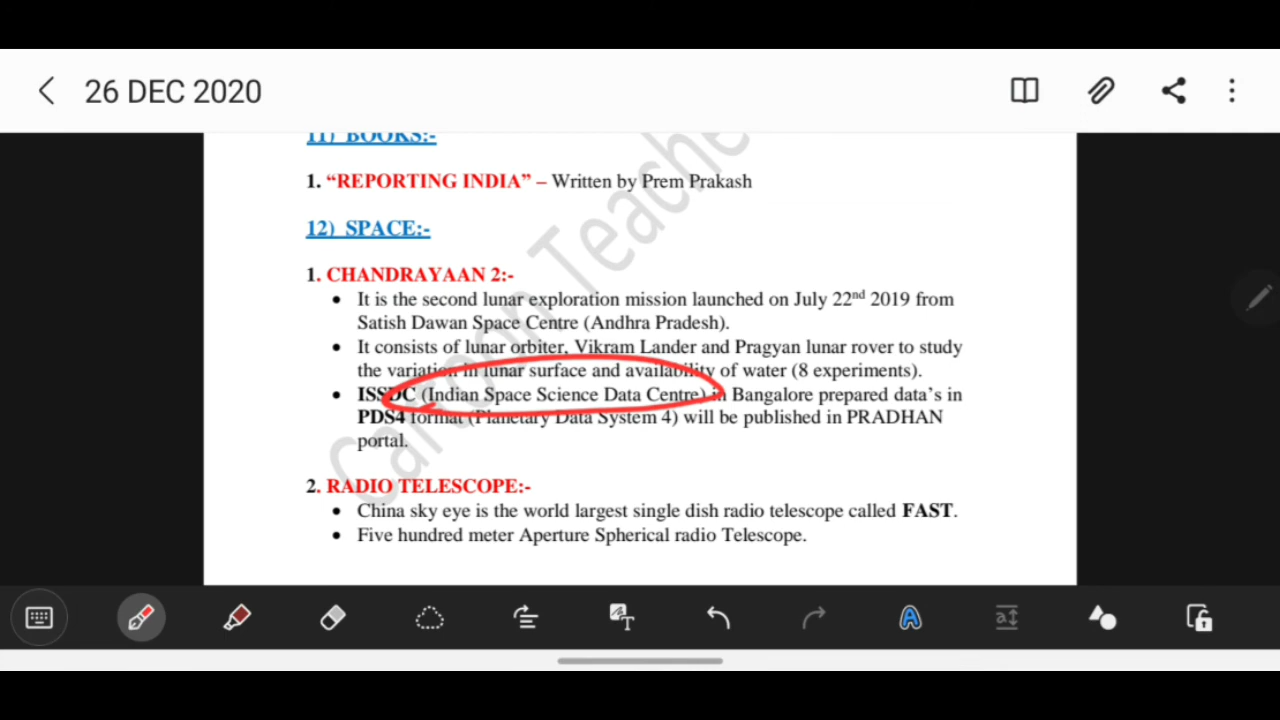 26 DEC 2020
11) BOOKS:-
1. “REPORTING INDIA” – Written by Prem Prakash
12) SPACE:-
1. CHANDRAYAAN 2:-
• It is the second lunar exploration mission launched on July 22nd 2019 from
Satish Dawan Space Centre (Andhra Pradesh).
• It consists of lunar orbiter, Vikram Lander and Pragyan lunar rover to study
the variation in lunar surface and availability of water (8 experiments).
• ISSDC (Indian Space Science Data Centre) in Bangalore prepared data’s in
PDS4 format (Planetary Data System 4) will be published in PRADHAN
portal.
2. RADIO TELESCOPE:-
• China sky eye is the world largest single dish radio telescope called FAST.
• Five hundred meter Aperture Spherical radio Telescope.